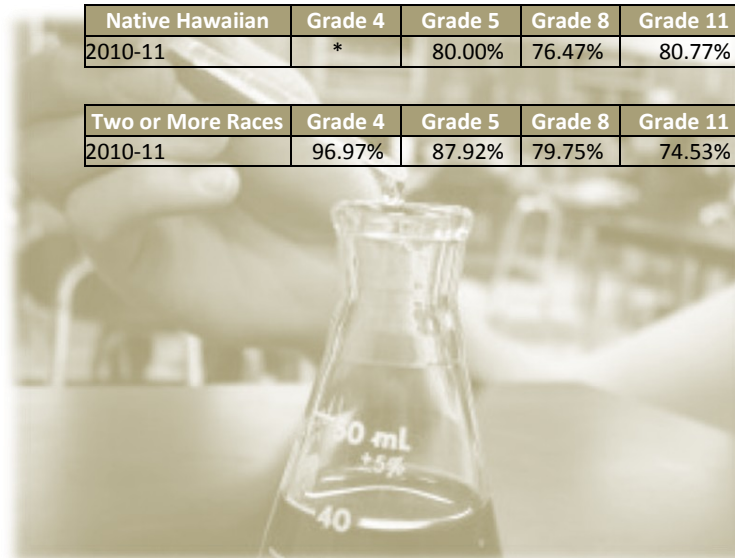 Native Hawaiian Grade 4 Grade 5 Grade 8 Grade 11
2010-11 * 80.00% 76.47% 80.77%
Two or More Races Grade 4 Grade 5 Grade 8 Grade 11
2010-11 96.97% 87.92% 79.75% 74.53%
50 mL
±5%
40